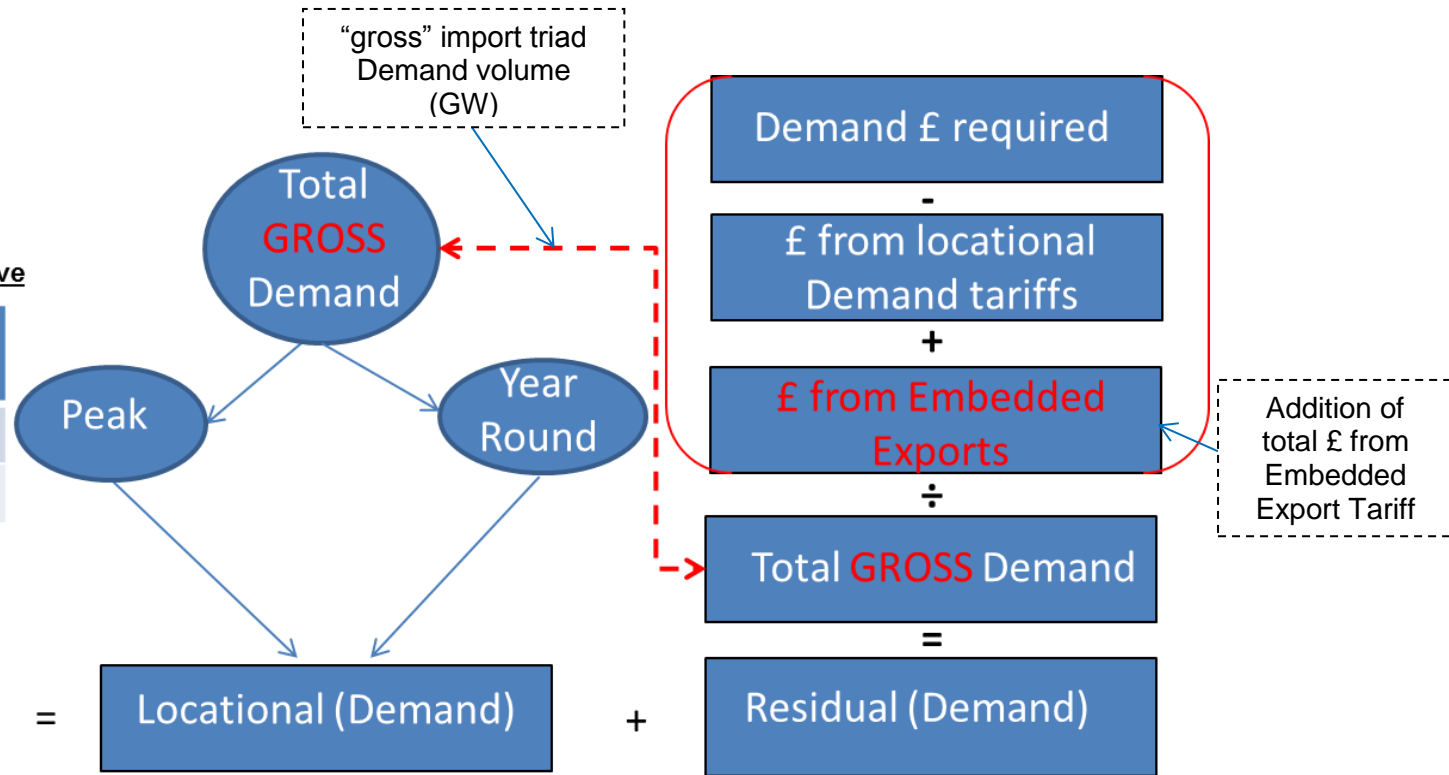 “gross” import triad
Demand volume
(GW)
Total
GROSS
Demand
Peak
Year
Round
Demand £ required
-
£ from locational
Demand tariffs
+
£ from Embedded
Exports
÷
Total GROSS Demand
=
Addition of
total £ from
Embedded
Export Tariff
= Locational (Demand) + Residual (Demand)